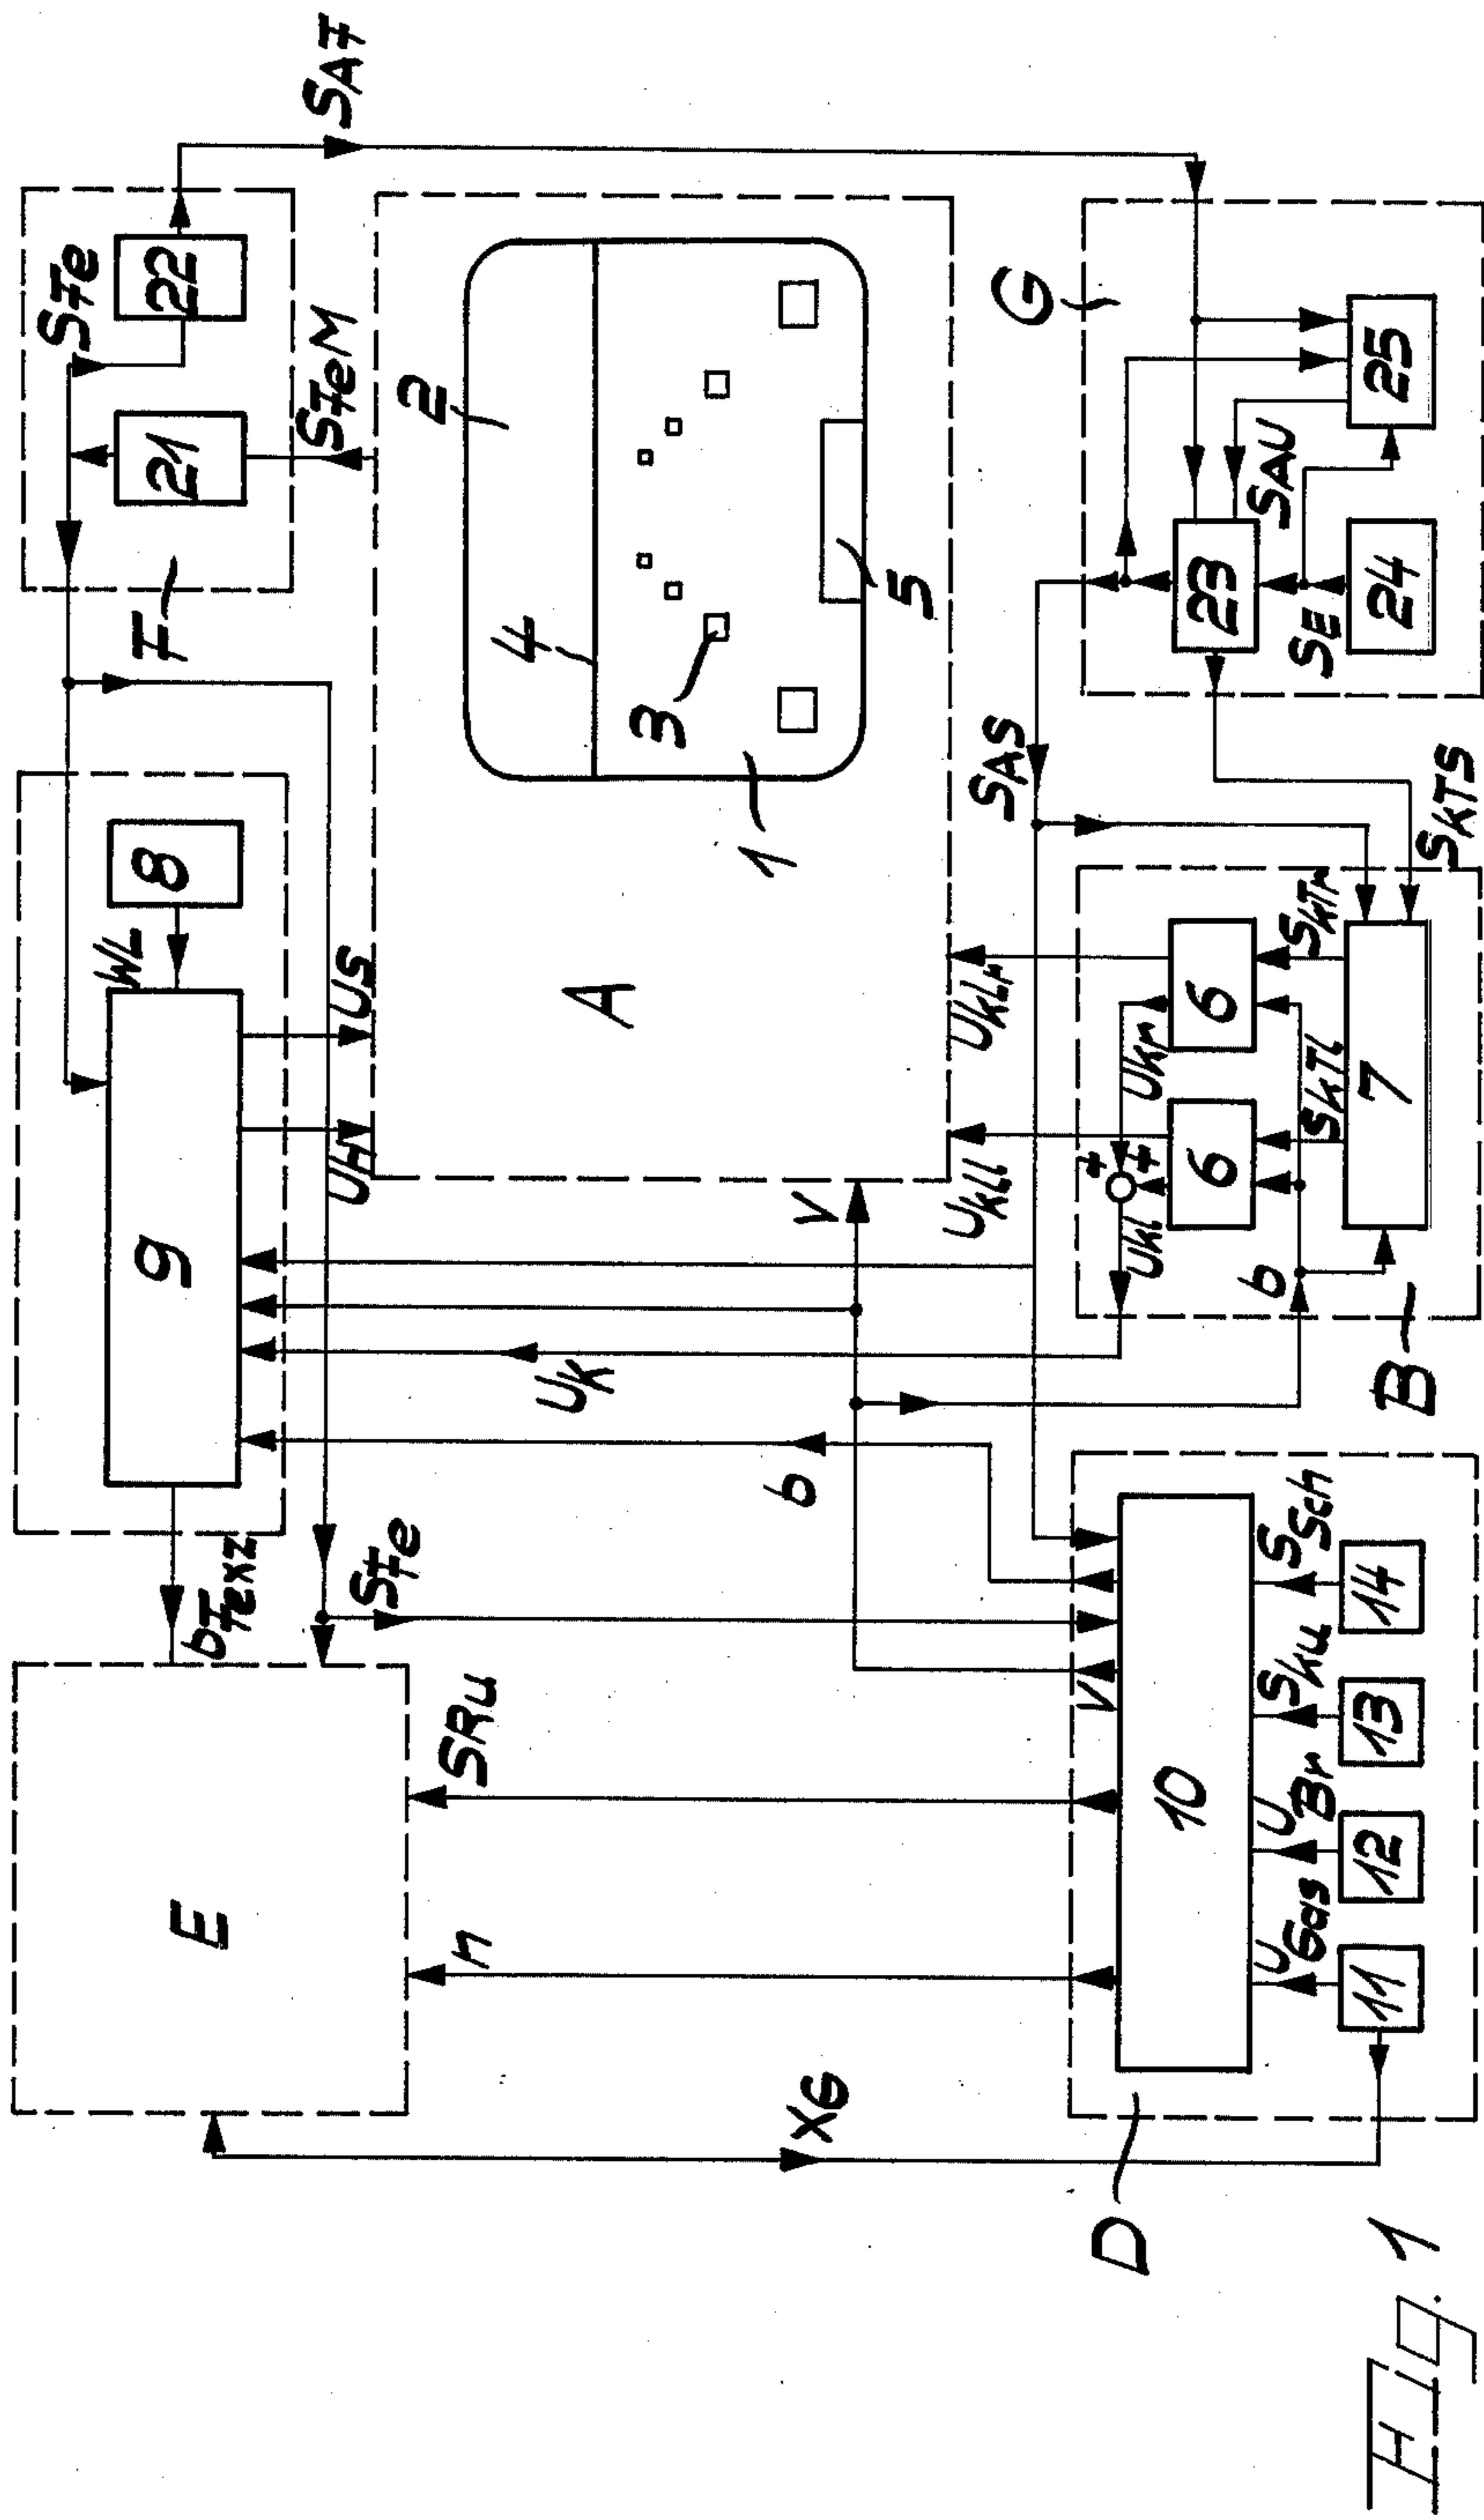 E
bFexz
9
WL
8
F
SFe
21
22
SA7
SFeM
UH
US
SFe
n
SRu
XG
b
UK
V
A
4
2
3
1
5
G
SAS
UKLl
UKLr
D
10
V
UGas
UBr
SKu
SSch
11
12
13
14
B
b
UKl
+
+
UKr
6
6
SKTl
SKTr
7
SKTS
23
SAU
SE
24
25
Fig. 1